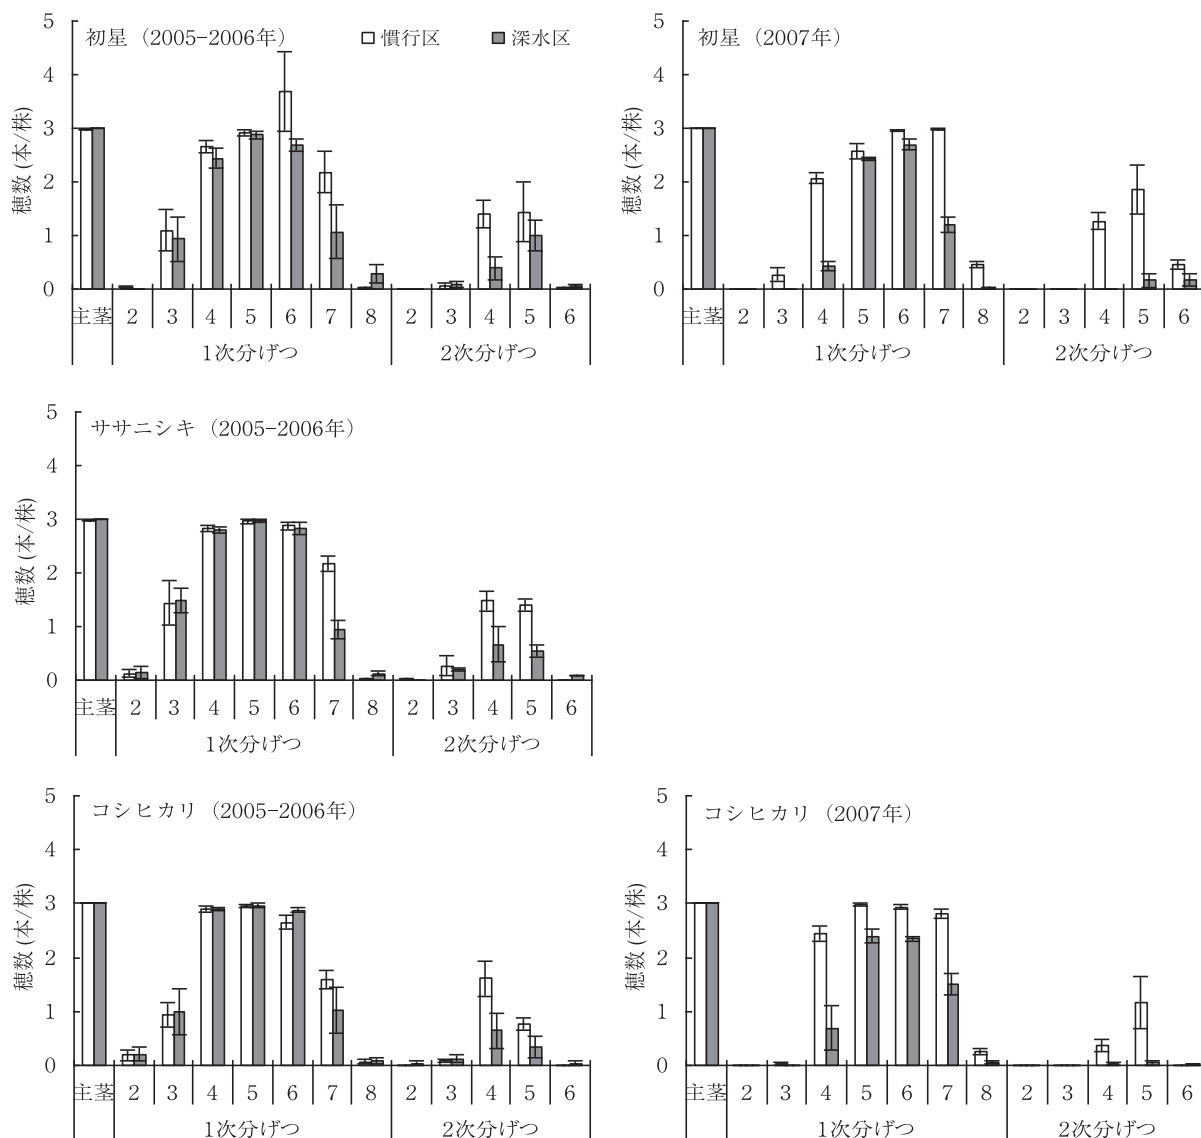 初星（2005-2006年）
慣行区
深水区
5
4
3
2
1
0
穂数 (本/株)
主茎 2 3 4 5 6 7 8 2 3 4 5 6
1次分げつ 2次分げつ
初星（2007年）
5
4
3
2
1
0
穂数 (本/株)
主茎 2 3 4 5 6 7 8 2 3 4 5 6
1次分げつ 2次分げつ
ササニシキ（2005-2006年）
5
4
3
2
1
0
穂数 (本/株)
主茎 2 3 4 5 6 7 8 2 3 4 5 6
1次分げつ 2次分げつ
コシヒカリ（2005-2006年）
5
4
3
2
1
0
穂数 (本/株)
主茎 2 3 4 5 6 7 8 2 3 4 5 6
1次分げつ 2次分げつ
コシヒカリ（2007年）
5
4
3
2
1
0
穂数 (本/株)
主茎 2 3 4 5 6 7 8 2 3 4 5 6
1次分げつ 2次分げつ